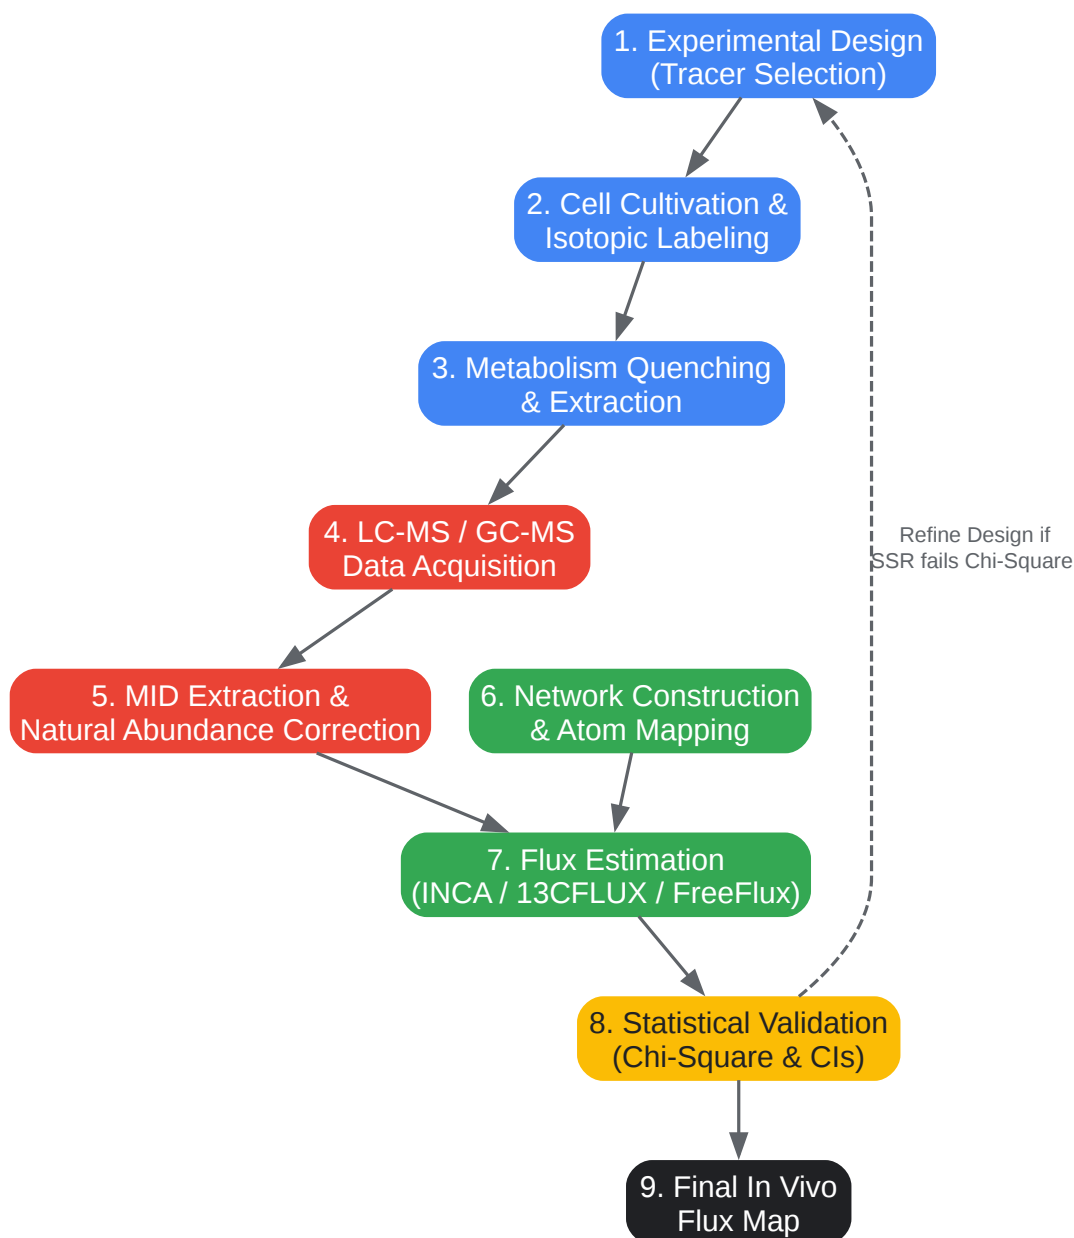 1. Experimental Design
(Tracer Selection)
2. Cell Cultivation &
Isotopic Labeling
3. Metabolism Quenching
& Extraction
4. LC-MS / GC-MS
Data Acquisition
Refine Design if
SSR fails Chi-Square
5. MID Extraction &
Natural Abundance Correction
6. Network Construction
& Atom Mapping
7. Flux Estimation
(INCA / 13CFLUX / FreeFlux)
8. Statistical Validation
(Chi-Square & CIs)
9. Final In Vivo
Flux Map